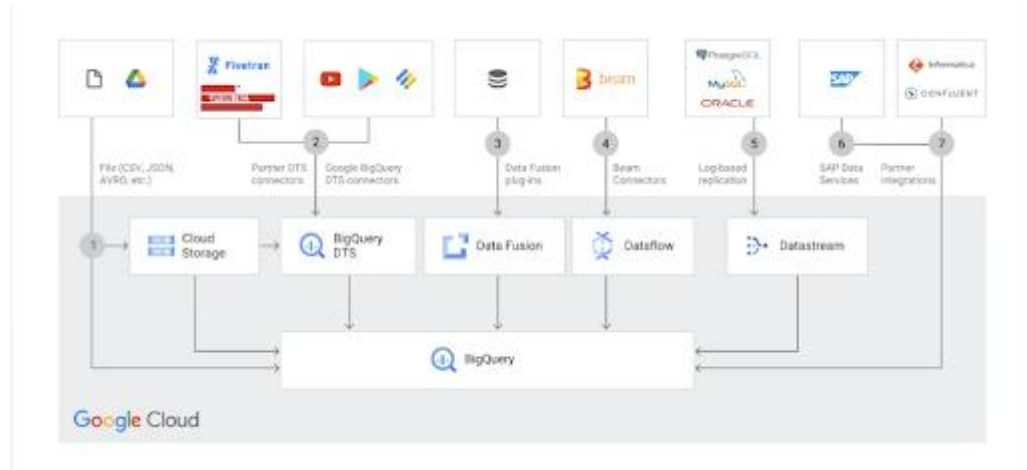 Fivetran
beam
PostgreSQL
MySQL
ORACLE
SAP
Informatica
CONFLUENT
2
3
4
5
6
7
File (CSV, JSON,
AVRO, etc.)
Partner DTS
connectors
Google BigQuery
DTS connectors
Data Fusion
plug-ins
Beam
Connectors
Log-based
replication
SAP Data
Services
Partner
integrations
1
Cloud
Storage
BigQuery
DTS
Data Fusion
Dataflow
Datastream
BigQuery
Google Cloud